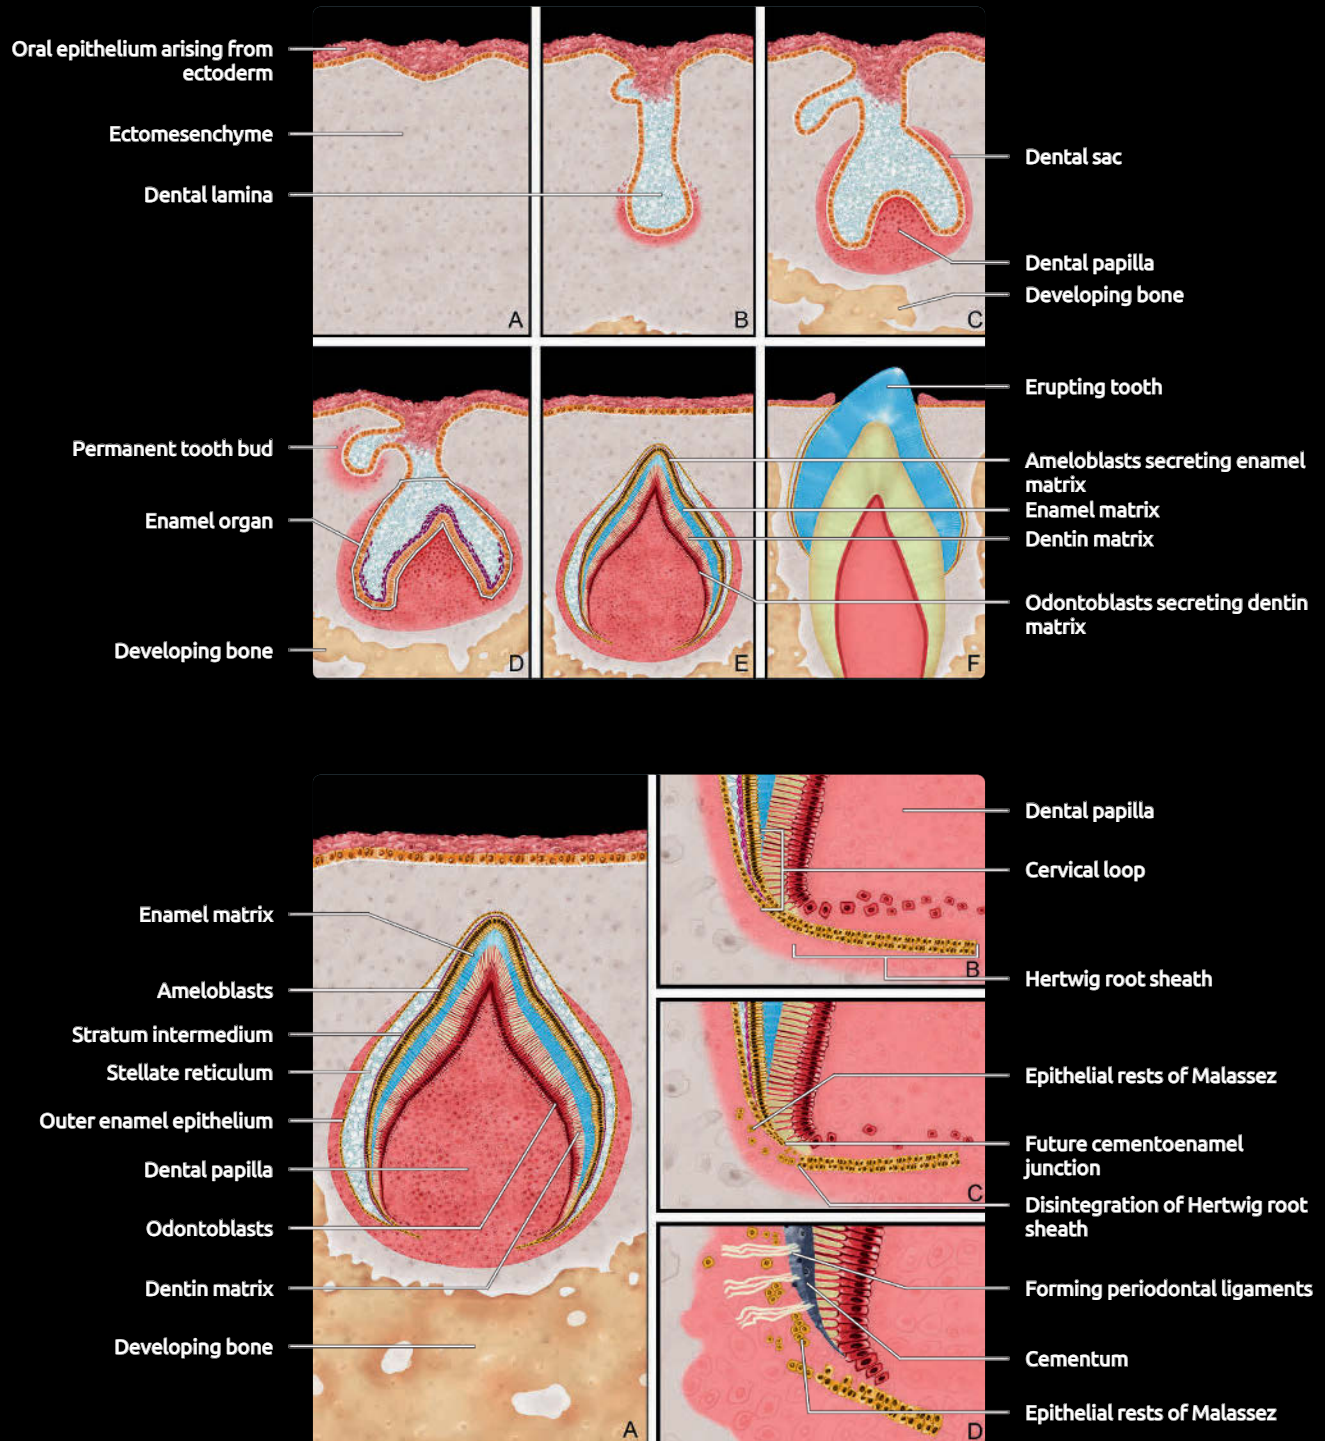 Oral epithelium arising from
ectoderm
Ectomesenchyme
Dental lamina
Dental sac
Dental papilla
Developing bone
A
B
C
Permanent tooth bud
Enamel organ
Developing bone
Erupting tooth
Ameloblasts secreting enamel
matrix
Enamel matrix
Dentin matrix
Odontoblasts secreting dentin
matrix
D
E
F
Enamel matrix
Ameloblasts
Stratum intermedium
Stellate reticulum
Outer enamel epithelium
Dental papilla
Odontoblasts
Dentin matrix
Developing bone
A
Dental papilla
Cervical loop
Hertwig root sheath
B
Epithelial rests of Malassez
Future cementoenamel
junction
Disintegration of Hertwig root
sheath
C
Forming periodontal ligaments
Cementum
Epithelial rests of Malassez
D